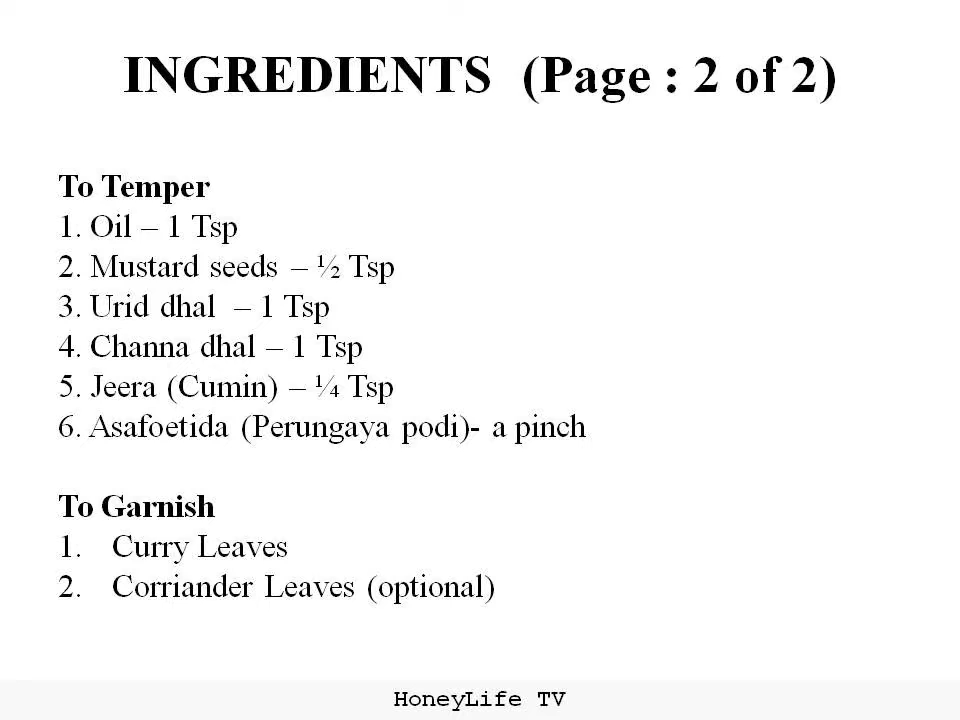 INGREDIENTS (Page : 2 of 2)
To Temper
1. Oil – 1 Tsp
2. Mustard seeds – ½ Tsp
3. Urid dhal – 1 Tsp
4. Channa dhal – 1 Tsp
5. Jeera (Cumin) – ¼ Tsp
6. Asafoetida (Perungaya podi)- a pinch
To Garnish
1. Curry Leaves
2. Corriander Leaves (optional)
HoneyLife TV